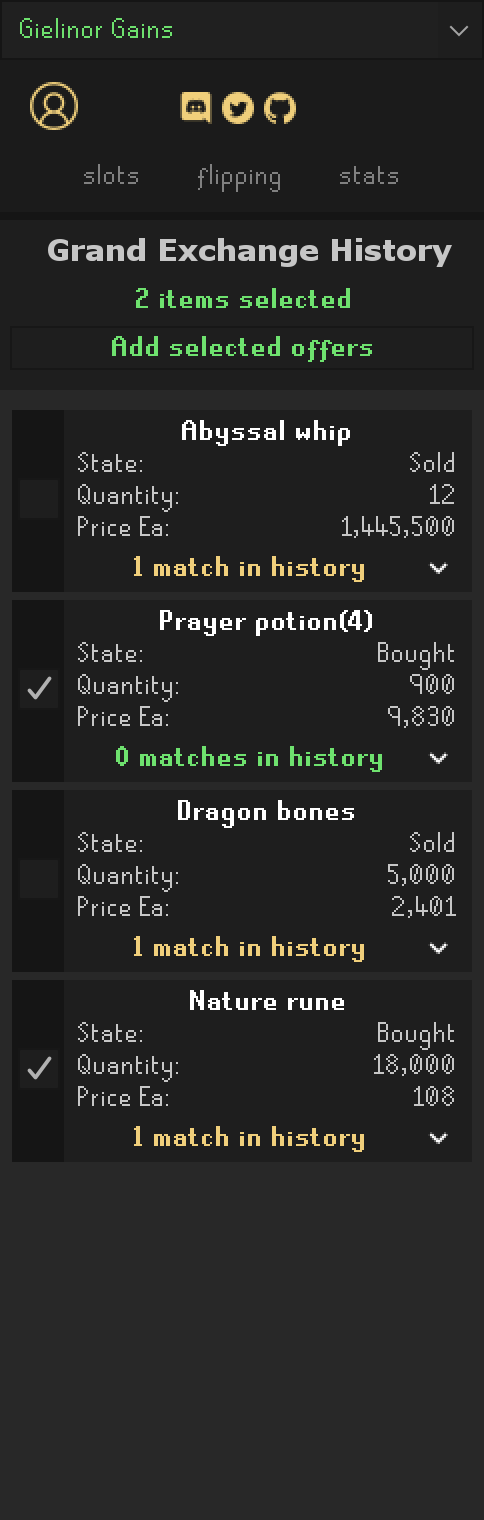 Gielinor Gains
slots flipping stats
Grand Exchange History
2 items selected
Add selected offers
Abyssal whip
State: Sold
Quantity: 12
Price Ea: 1,445,500
1 match in history
Prayer potion(4)
State: Bought
Quantity: 900
Price Ea: 9,830
0 matches in history
Dragon bones
State: Sold
Quantity: 5,000
Price Ea: 2,401
1 match in history
Nature rune
State: Bought
Quantity: 18,000
Price Ea: 108
1 match in history